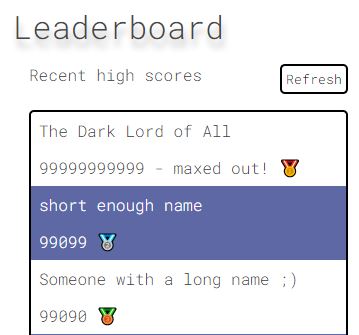 Leaderboard
Recent high scores
Refresh
The Dark Lord of All
99999999999 - maxed out! 🏅
short enough name
99099 🥈
Someone with a long name ;)
99090 🥉